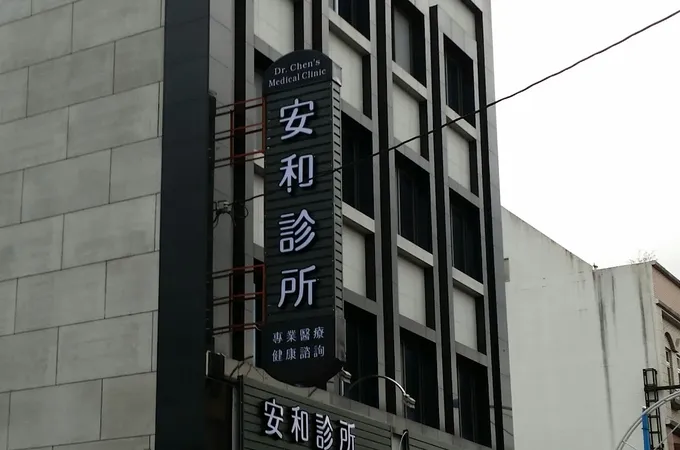 Dr. Chen's
Medical Clinic
安和診所
專業醫療
健康諮詢
安和診所